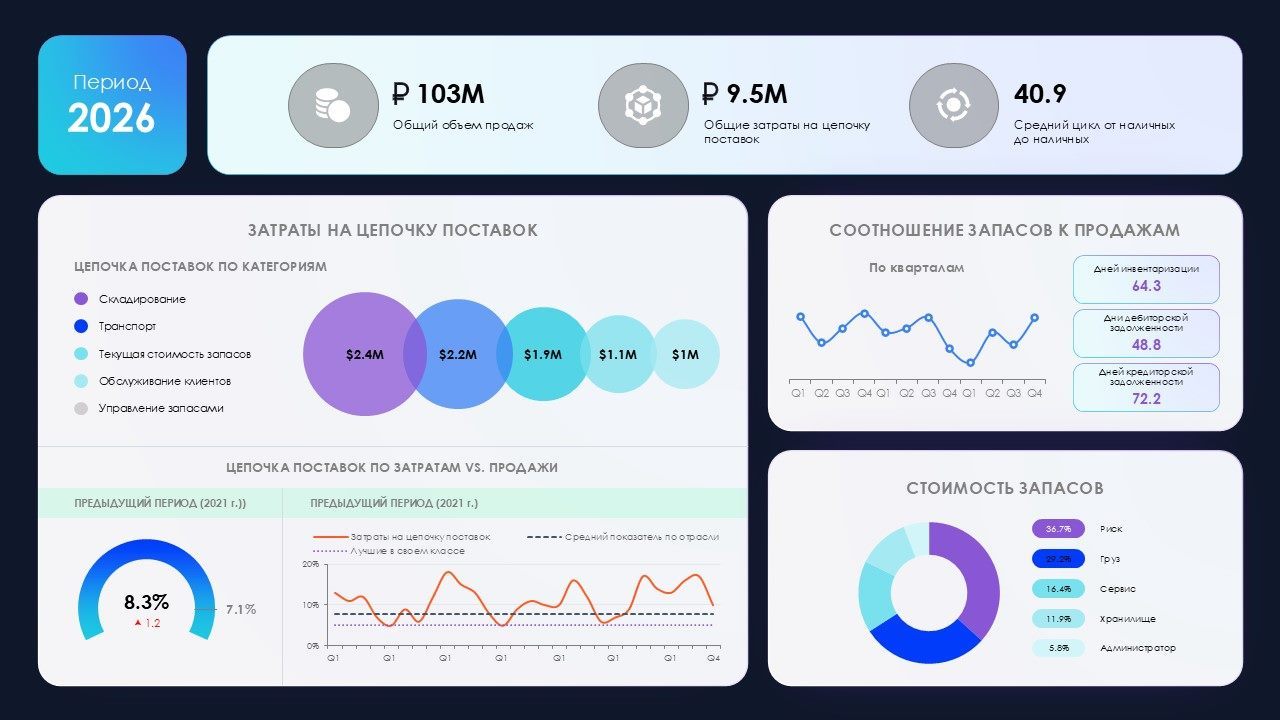 Период
2026
₽ 103M
Общий объем продаж
₽ 9.5M
Общие затраты на цепочку
поставок
40.9
Средний цикл от наличных
до наличных
ЗАТРАТЫ НА ЦЕПОЧКУ ПОСТАВОК
ЦЕПОЧКА ПОСТАВОК ПО КАТЕГОРИЯМ
Складирование
Транспорт
Текущая стоимость запасов
Обслуживание клиентов
Управление запасами
$2.4M
$2.2M
$1.9M
$1.1M
$1M
ЦЕПОЧКА ПОСТАВОК ПО ЗАТРАТАМ VS. ПРОДАЖИ
ПРЕДЫДУЩИЙ ПЕРИОД (2021 г.))
8.3%
1.2
7.1%
ПРЕДЫДУЩИЙ ПЕРИОД (2021 г.)
Затраты на цепочку поставок
Средний показатель по отрасли
Лучшие в своем классе
20%
10%
0%
Q1 Q1 Q1 Q1 Q1 Q1 Q1 Q4
СООТНОШЕНИЕ ЗАПАСОВ К ПРОДАЖАМ
По кварталам
Q1 Q2 Q3 Q4 Q1 Q2 Q3 Q4 Q1 Q2 Q3 Q4
Дней инвентаризации
64.3
Дни дебиторской
задолженности
48.8
Дней кредиторской
задолженности
72.2
СТОИМОСТЬ ЗАПАСОВ
36.7% Риск
29.2% Груз
16.4% Сервис
11.9% Хранилище
5.8% Администратор